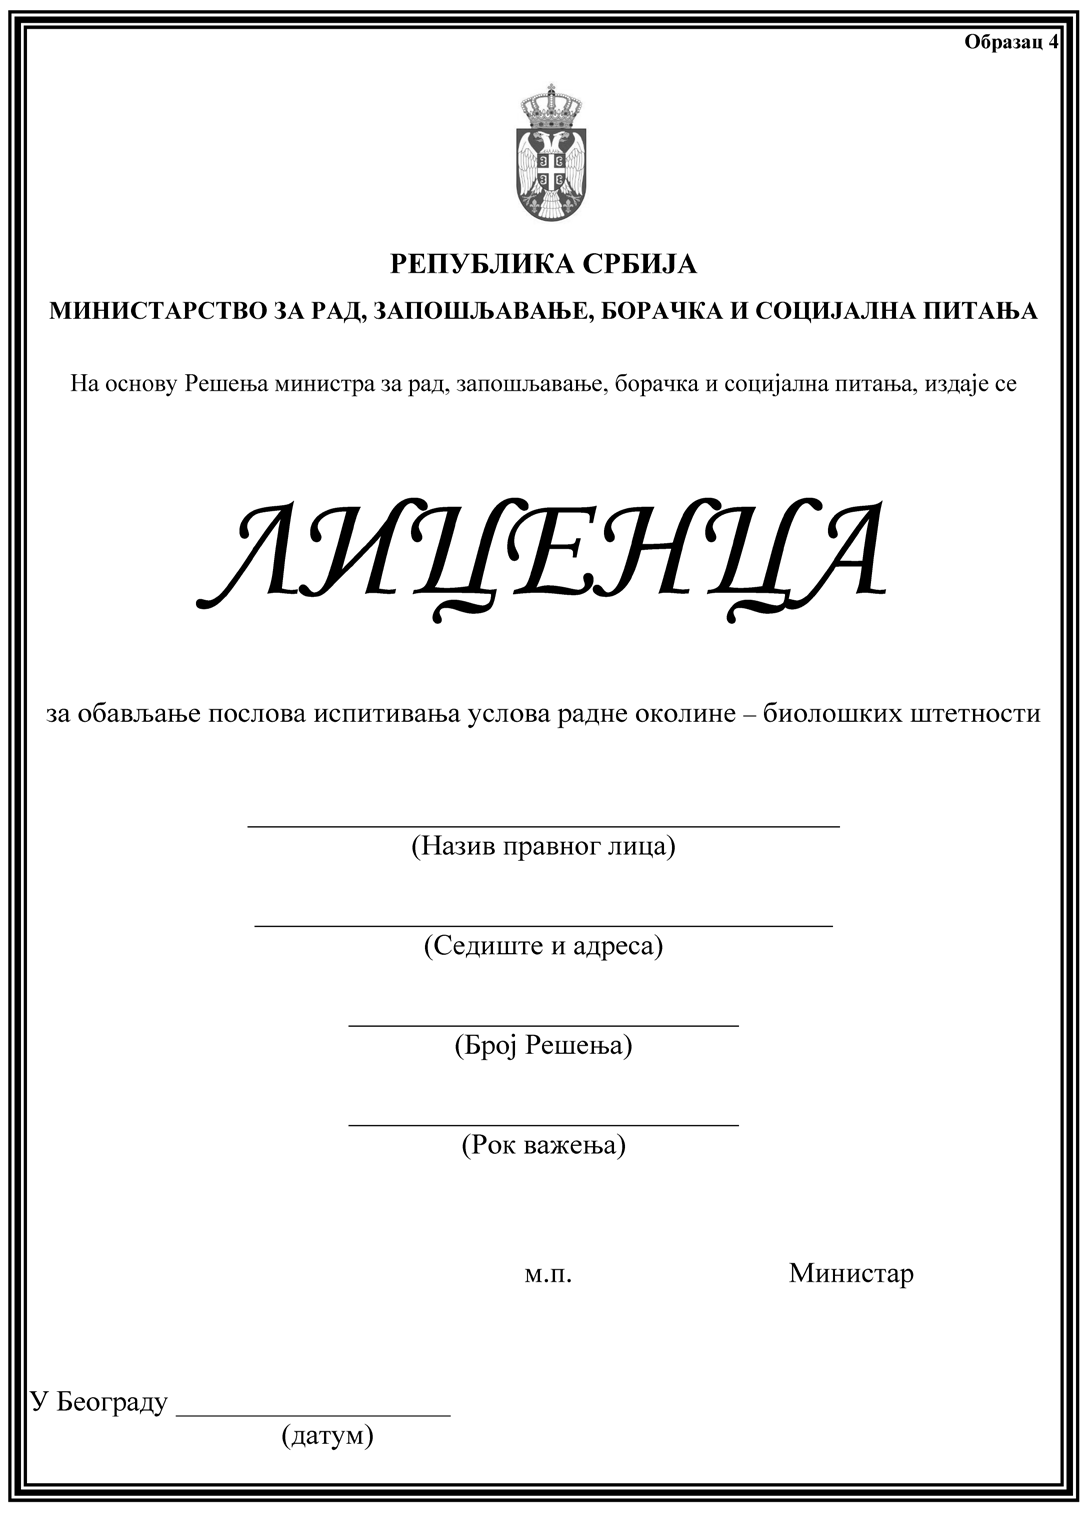 Образац 4
РЕПУБЛИКА СРБИЈА
МИНИСТАРСТВО ЗА РАД, ЗАПОШЉАВАЊЕ, БОРАЧКА И СОЦИЈАЛНА ПИТАЊА
На основу Решења министра за рад, запошљавање, борачка и социјална питања, издаје се
ЛИЦЕНЦА
за обављање послова испитивања услова радне околине – биолошких штетности
(Назив правног лица)
(Седиште и адреса)
(Број Решења)
(Рок важења)
м.п. Министар
У Београду ____________________
(датум)